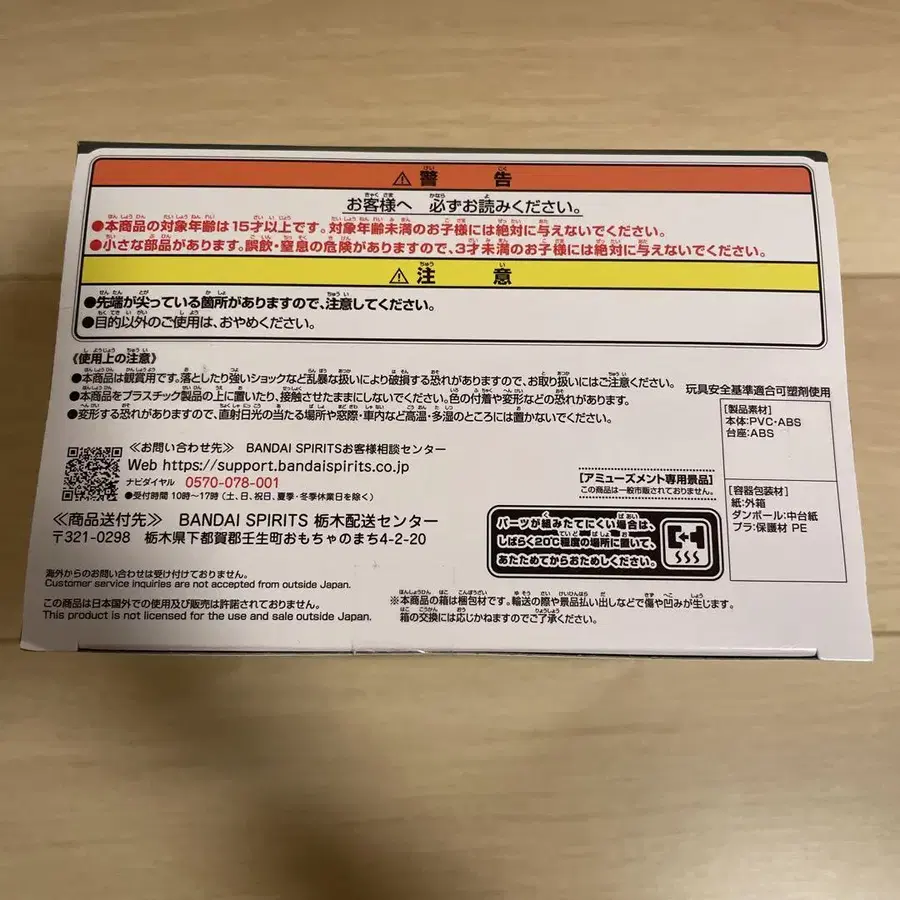 ⚠ 警告
お客様へ 必ずお読みください。
●本商品の対象年齢は15才以上です。対象年齢未満のお子様には絶対に与えないでください。
●小さな部品があります。誤飲・窒息の危険がありますので、3才未満のお子様には絶対に与えないでください。
⚠ 注意
●先端が尖っている箇所がありますので、注意してください。
●目的以外のご使用は、おやめください。
《使用上の注意》
●本商品は観賞用です。落としたり強いショックなど乱暴な扱いにより破損する恐れがありますので、お取り扱いにはご注意ください。
●本商品をプラスチック製品の上に置いたり、接触させたままにしないでください。色の付着や変形などの恐れがあります。
●変形する恐れがありますので、直射日光の当たる場所や窓際・車内など高温・多湿のところには置かないでください。
玩具安全基準適合可塑剤使用
[製品素材]
本体:PVC・ABS
台座:ABS
[容器包装材]
紙:外箱
ダンボール:中台紙
プラ:保護材 PE
≪お問い合わせ先≫ BANDAI SPIRITSお客様相談センター
Web https://support.bandaispirits.co.jp
ナビダイヤル 0570-078-001
●受付時間 10時〜17時(土、日、祝日、夏季・冬季休業日を除く)
[アミューズメント専用景品]
この商品は一般市販されておりません。
≪商品送付先≫ BANDAI SPIRITS 栃木配送センター
〒321-0298 栃木県下都賀郡壬生町おもちゃのまち4-2-20
パーツが組みたてにくい場合は、
しばらく20℃程度の場所に置いて、
あたためてからおためしください。
海外からのお問い合わせは受け付けておりません。
Customer service inquiries are not accepted from outside Japan.
この商品は日本国外での使用及び販売は許諾されておりません。
This product is not licensed for the use and sale outside Japan.
※本商品の箱は梱包材です。輸送の際や景品払い出しなどで傷や凹みが生じます。
箱の交換には応じかねますのでご了承ください。